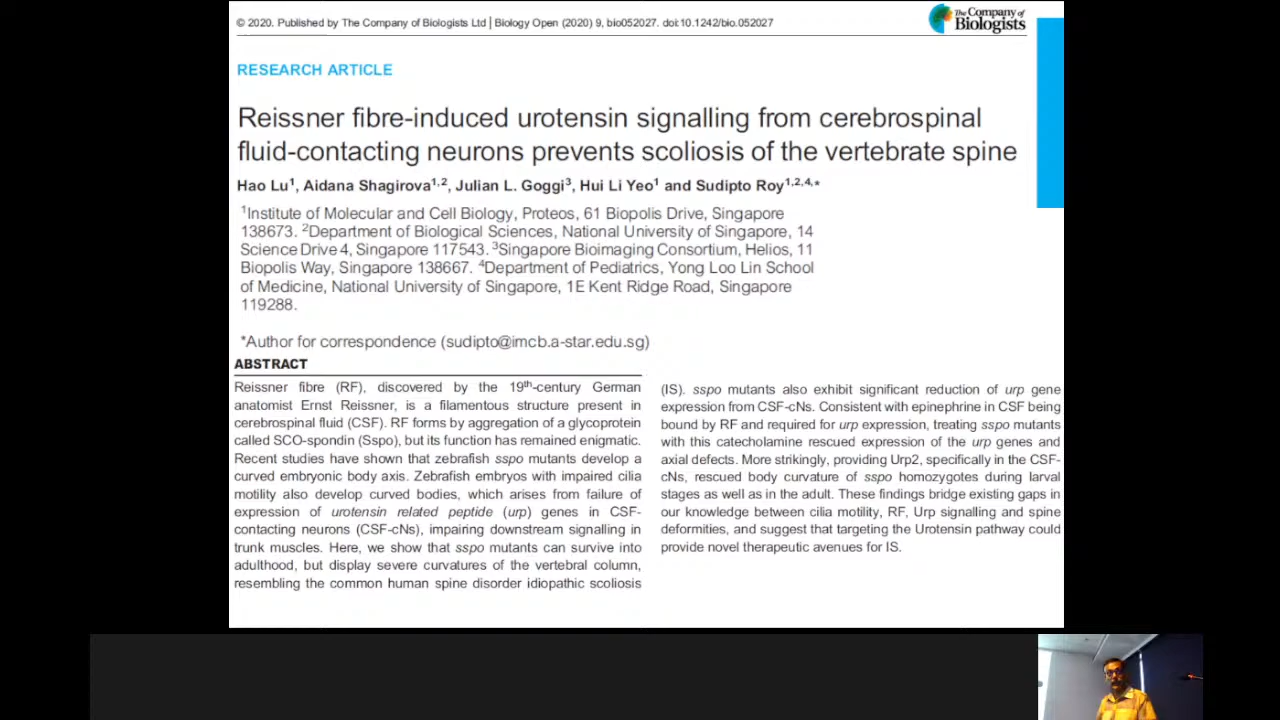 © 2020. Published by The Company of Biologists Ltd | Biology Open (2020) 9, bio052027. doi:10.1242/bio.052027
The Company of
Biologists
RESEARCH ARTICLE
Reissner fibre-induced urotensin signalling from cerebrospinal
fluid-contacting neurons prevents scoliosis of the vertebrate spine
Hao Lu1, Aidana Shagirova1,2, Julian L. Goggi3, Hui Li Yeo1 and Sudipto Roy1,2,4,*
1Institute of Molecular and Cell Biology, Proteos, 61 Biopolis Drive, Singapore
138673. 2Department of Biological Sciences, National University of Singapore, 14
Science Drive 4, Singapore 117543. 3Singapore Bioimaging Consortium, Helios, 11
Biopolis Way, Singapore 138667. 4Department of Pediatrics, Yong Loo Lin School
of Medicine, National University of Singapore, 1E Kent Ridge Road, Singapore
119288.
*Author for correspondence (sudipto@imcb.a-star.edu.sg)
ABSTRACT
Reissner fibre (RF), discovered by the 19th-century German
anatomist Ernst Reissner, is a filamentous structure present in
cerebrospinal fluid (CSF). RF forms by aggregation of a glycoprotein
called SCO-spondin (Sspo), but its function has remained enigmatic.
Recent studies have shown that zebrafish sspo mutants develop a
curved embryonic body axis. Zebrafish embryos with impaired cilia
motility also develop curved bodies, which arises from failure of
expression of urotensin related peptide (urp) genes in CSF-
contacting neurons (CSF-cNs), impairing downstream signalling in
trunk muscles. Here, we show that sspo mutants can survive into
adulthood, but display severe curvatures of the vertebral column,
resembling the common human spine disorder idiopathic scoliosis
(IS). sspo mutants also exhibit significant reduction of urp gene
expression from CSF-cNs. Consistent with epinephrine in CSF being
bound by RF and required for urp expression, treating sspo mutants
with this catecholamine rescued expression of the urp genes and
axial defects. More strikingly, providing Urp2, specifically in the CSF-
cNs, rescued body curvature of sspo homozygotes during larval
stages as well as in the adult. These findings bridge existing gaps in
our knowledge between cilia motility, RF, Urp signalling and spine
deformities, and suggest that targeting the Urotensin pathway could
provide novel therapeutic avenues for IS.